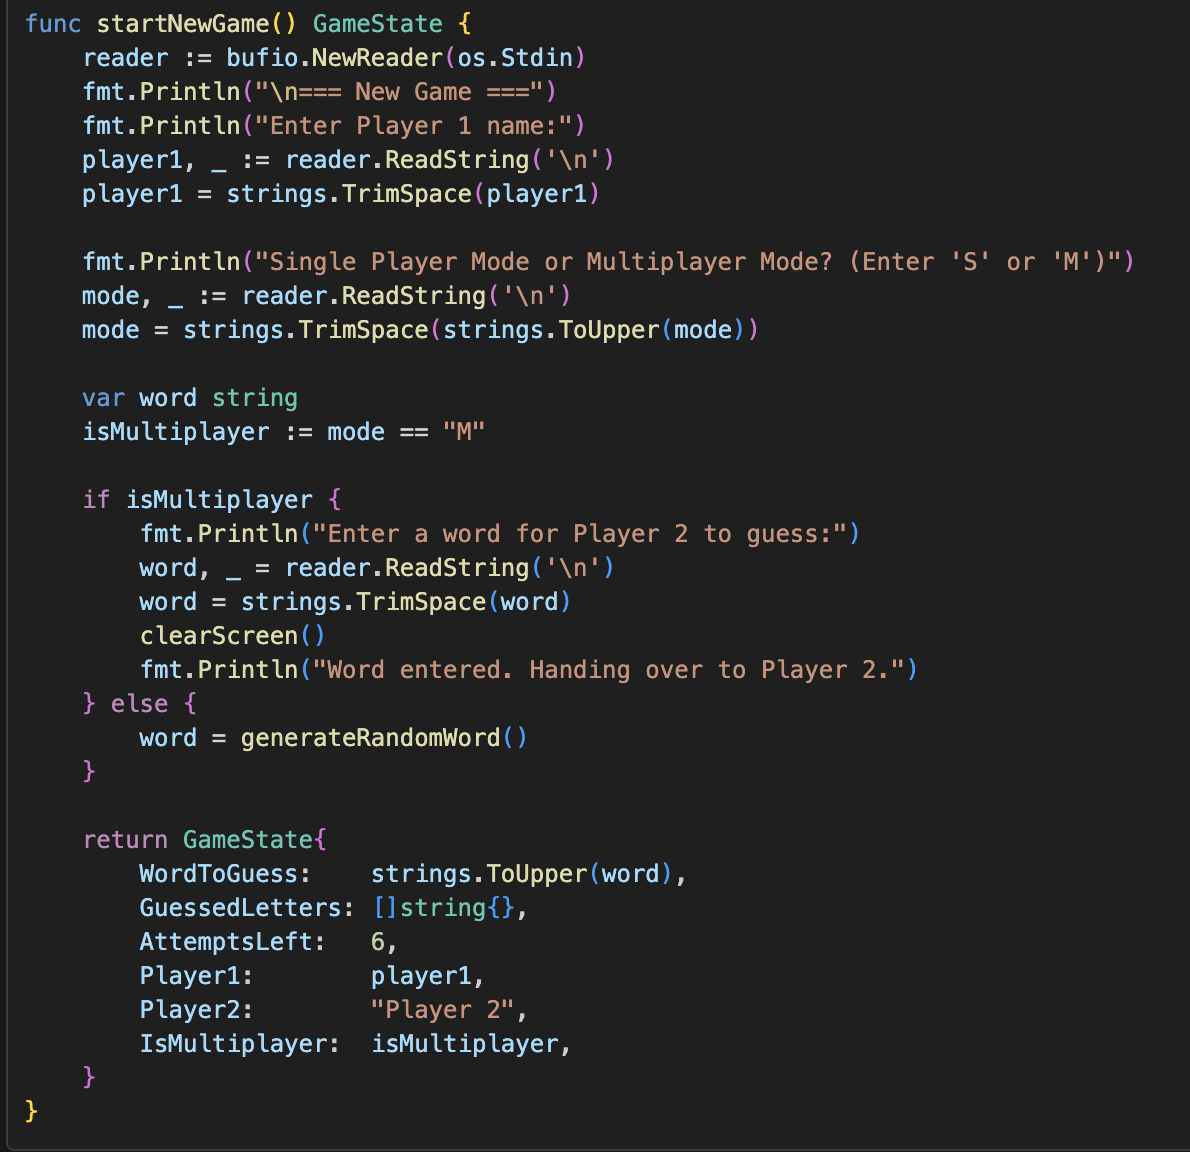 func startNewGame() GameState {
    reader := bufio.NewReader(os.Stdin)
    fmt.Println("\n=== New Game ===")
    fmt.Println("Enter Player 1 name:")
    player1, _ := reader.ReadString('\n')
    player1 = strings.TrimSpace(player1)

    fmt.Println("Single Player Mode or Multiplayer Mode? (Enter 'S' or 'M')")
    mode, _ := reader.ReadString('\n')
    mode = strings.TrimSpace(strings.ToUpper(mode))

    var word string
    isMultiplayer := mode == "M"

    if isMultiplayer {
        fmt.Println("Enter a word for Player 2 to guess:")
        word, _ = reader.ReadString('\n')
        word = strings.TrimSpace(word)
        clearScreen()
        fmt.Println("Word entered. Handing over to Player 2.")
    } else {
        word = generateRandomWord()
    }

    return GameState{
        WordToGuess:    strings.ToUpper(word),
        GuessedLetters: []string{},
        AttemptsLeft:   6,
        Player1:        player1,
        Player2:        "Player 2",
        IsMultiplayer:  isMultiplayer,
    }
}